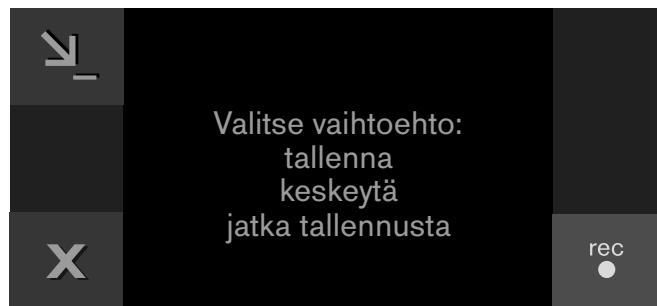 Valitse vaihtoehto:
tallenna
keskeytä
jatka tallennusta
rec